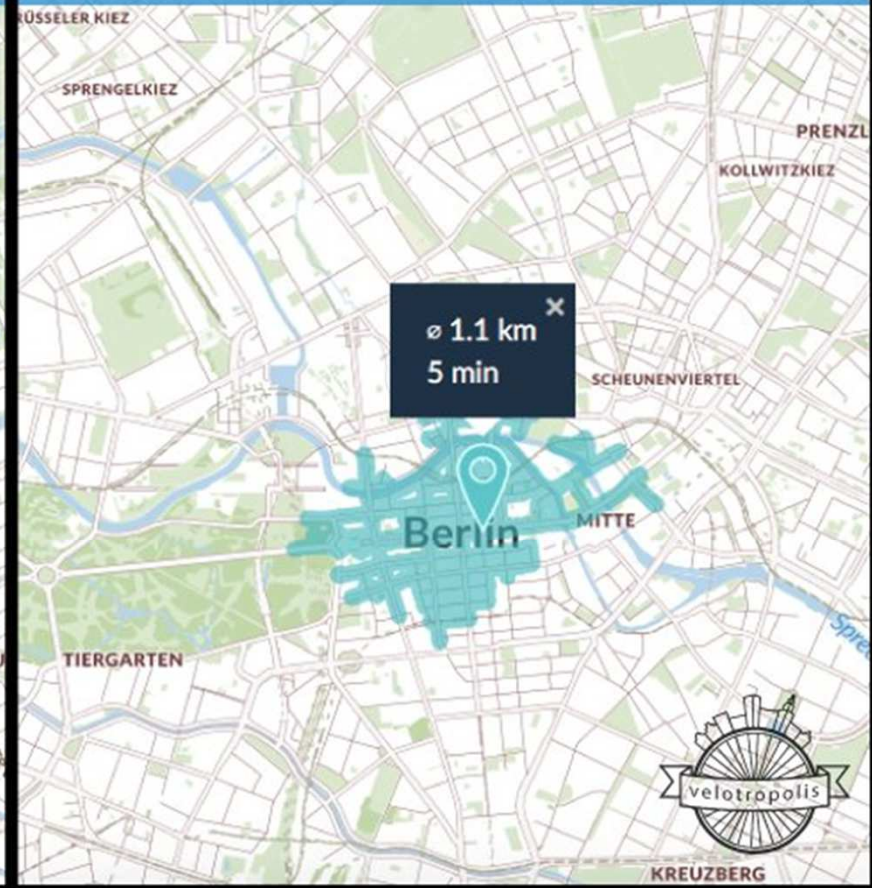 RÜSSELER KIEZ
SPRENGELKIEZ
PRENZL
KOLLWITZKIEZ
⌀ 1.1 km
5 min
SCHEUNENVIERTEL
Berlin
MITTE
Spree
TIERGARTEN
velotropolis
KREUZBERG